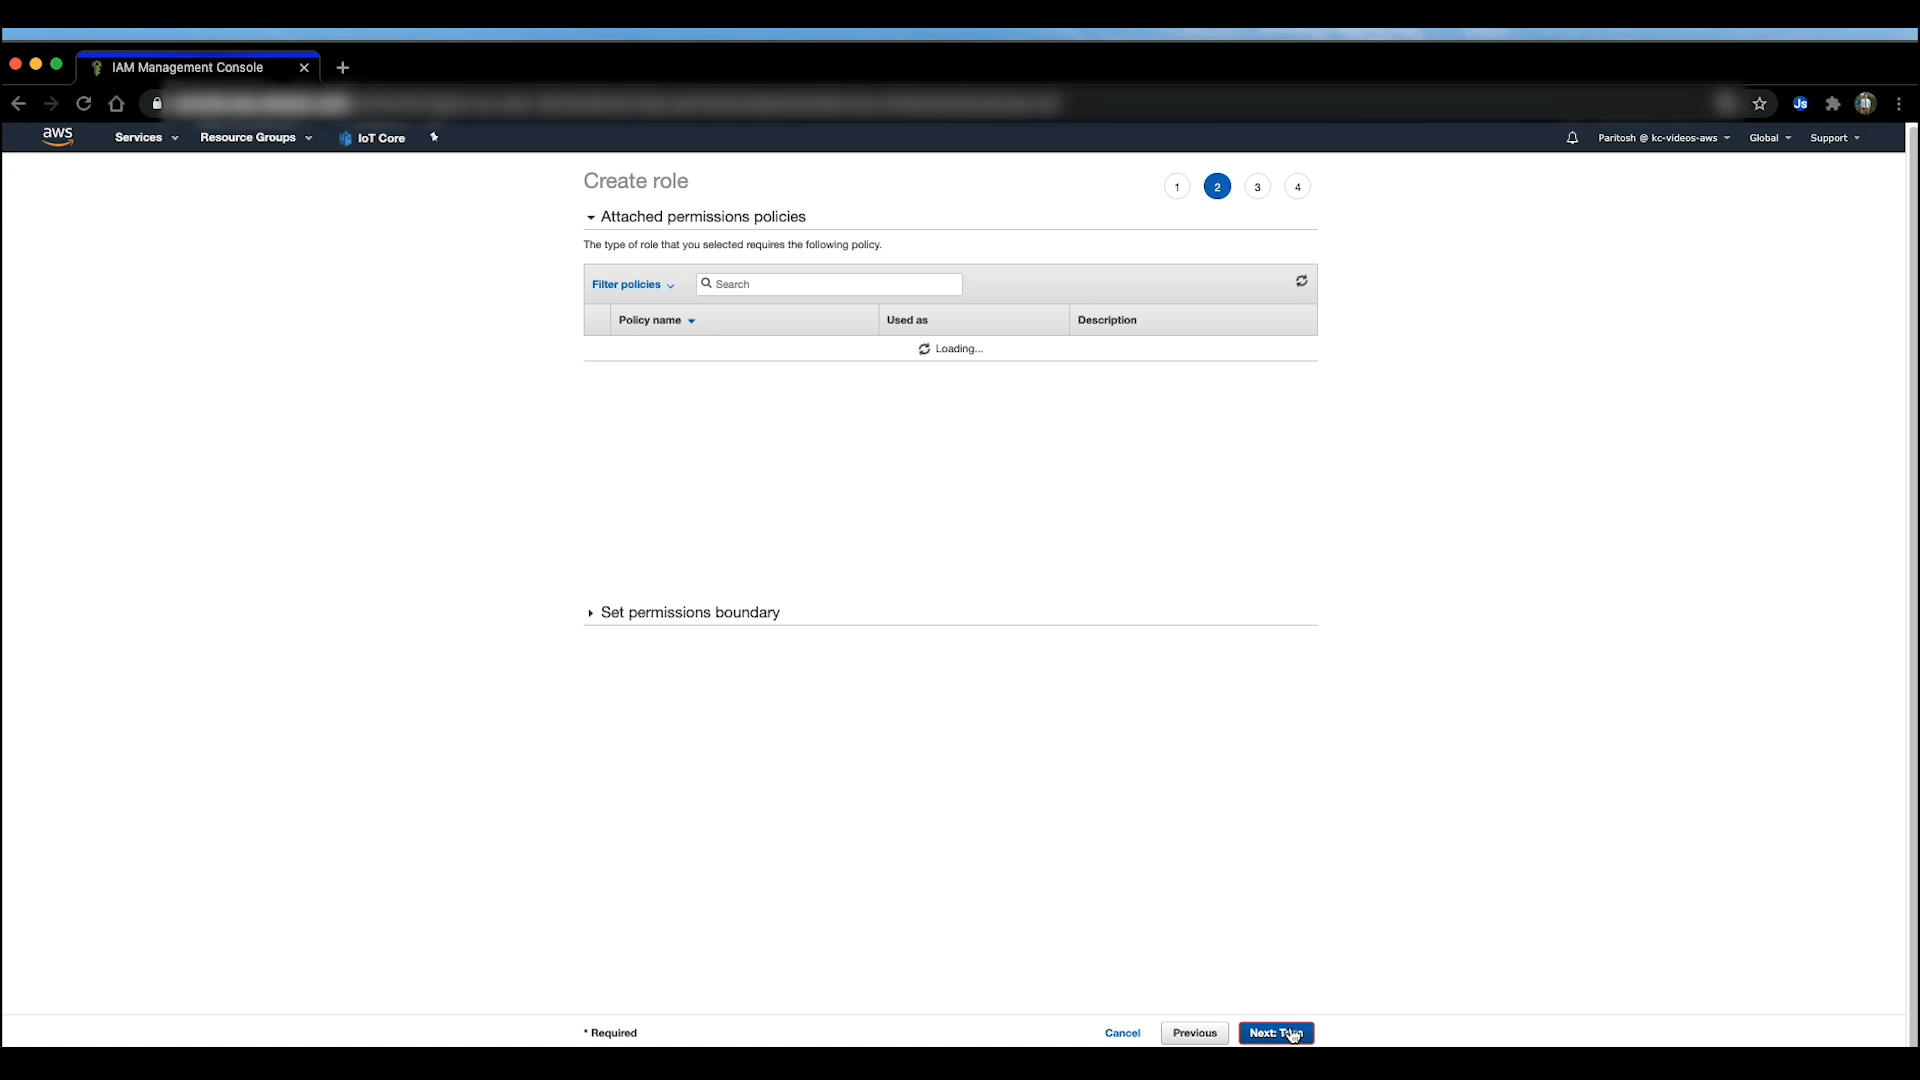 IAM Management Console
Js
aws
Services
Resource Groups
IoT Core
Paritosh @ kc-videos-aws
Global
Support
Create role
1
2
3
4
Attached permissions policies
The type of role that you selected requires the following policy.
Filter policies
Search
Policy name
Used as
Description
Loading...
Set permissions boundary
* Required
Cancel
Previous
Next: